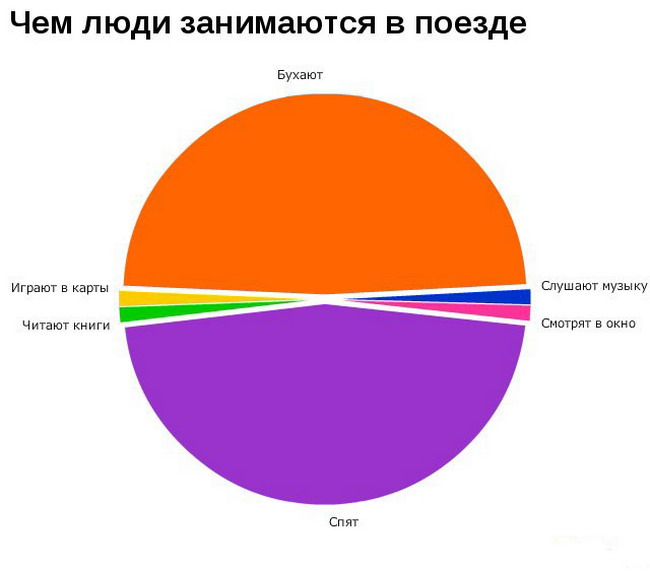 Чем люди занимаются в поезде
Бухают
Играют в карты
Слушают музыку
Читают книги
Смотрят в окно
Спят